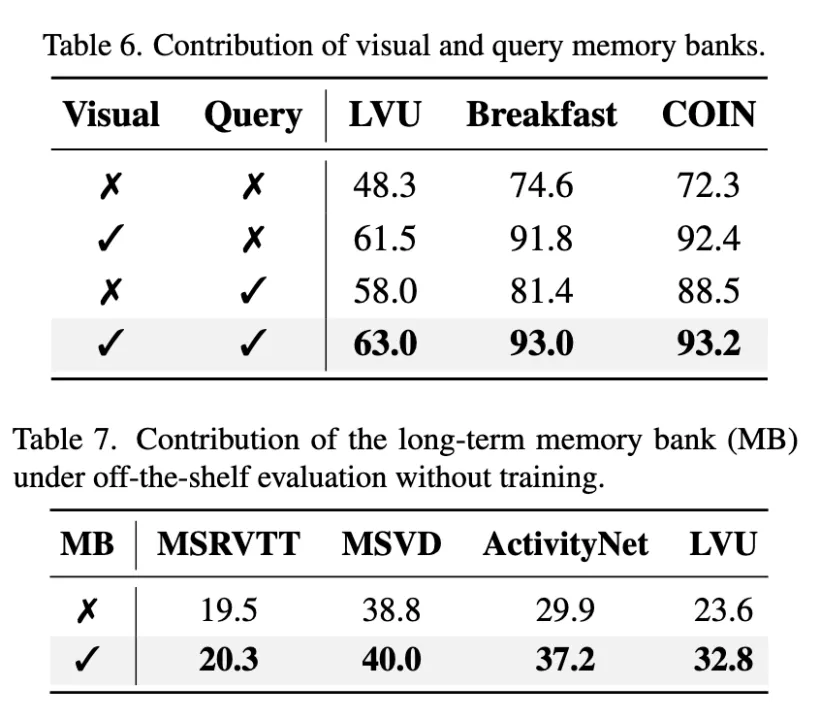 Table 6. Contribution of visual and query memory banks.
Visual Query LVU Breakfast COIN
✗ ✗ 48.3 74.6 72.3
✓ ✗ 61.5 91.8 92.4
✗ ✓ 58.0 81.4 88.5
✓ ✓ 63.0 93.0 93.2
Table 7. Contribution of the long-term memory bank (MB)
under off-the-shelf evaluation without training.
MB MSRVTT MSVD ActivityNet LVU
✗ 19.5 38.8 29.9 23.6
✓ 20.3 40.0 37.2 32.8